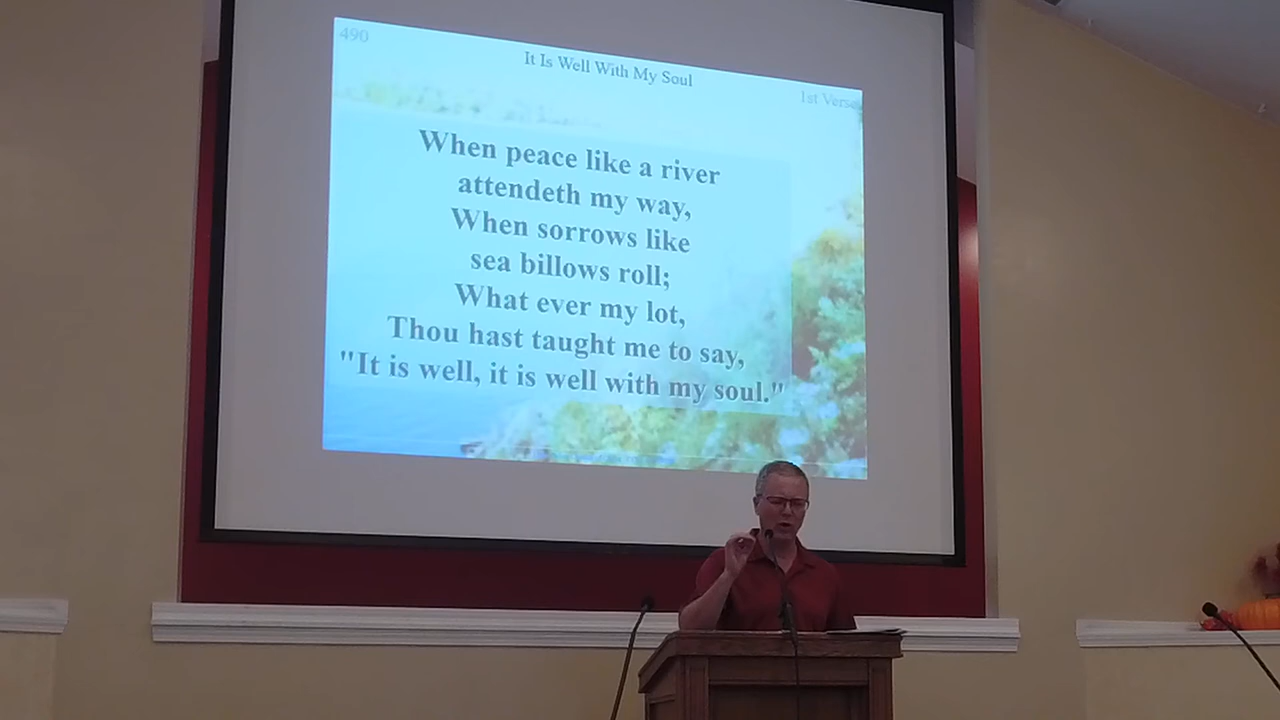 490
It Is Well With My Soul
1st Verse
When peace like a river
attendeth my way,
When sorrows like
sea billows roll;
What ever my lot,
Thou hast taught me to say,
"It is well, it is well with my soul."